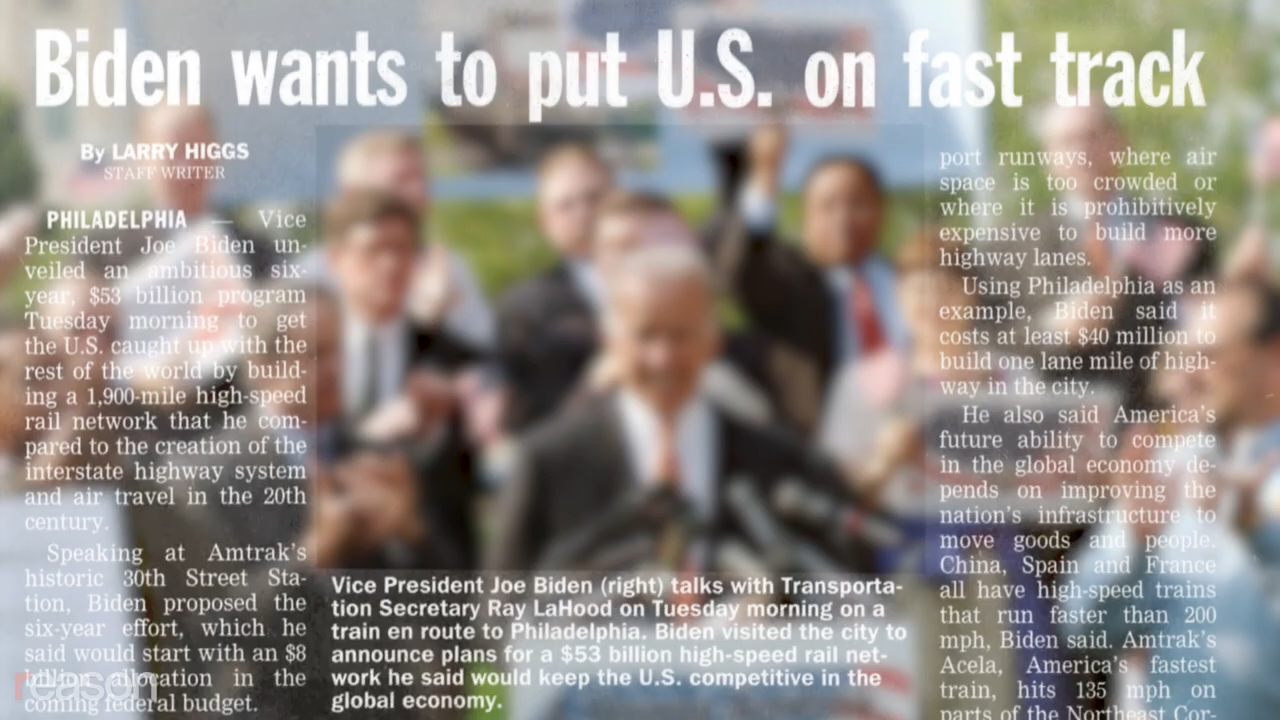 Biden wants to put U.S. on fast track
By LARRY HIGGS
STAFF WRITER
PHILADELPHIA — Vice
President Joe Biden un-
veiled an ambitious six-
year, $53 billion program
Tuesday morning to get
the U.S. caught up with the
rest of the world by build-
ing a 1,900-mile high-speed
rail network that he com-
pared to the creation of the
interstate highway system
and air travel in the 20th
century.
Speaking at Amtrak's
historic 30th Street Sta-
tion, Biden proposed the
six-year effort, which he
said would start with an $8
billion allocation in the
coming federal budget.
Vice President Joe Biden (right) talks with Transporta-
tion Secretary Ray LaHood on Tuesday morning on a
train en route to Philadelphia. Biden visited the city to
announce plans for a $53 billion high-speed rail net-
work he said would keep the U.S. competitive in the
global economy.
port runways, where air
space is too crowded or
where it is prohibitively
expensive to build more
highway lanes.
Using Philadelphia as an
example, Biden said it
costs at least $40 million to
build one lane mile of high-
way in the city.
He also said America's
future ability to compete
in the global economy de-
pends on improving the
nation's infrastructure to
move goods and people.
China, Spain and France
all have high-speed trains
that run faster than 200
mph, Biden said. Amtrak's
Acela, America's fastest
train, hits 135 mph on
parts of the Northeast Cor-
reason